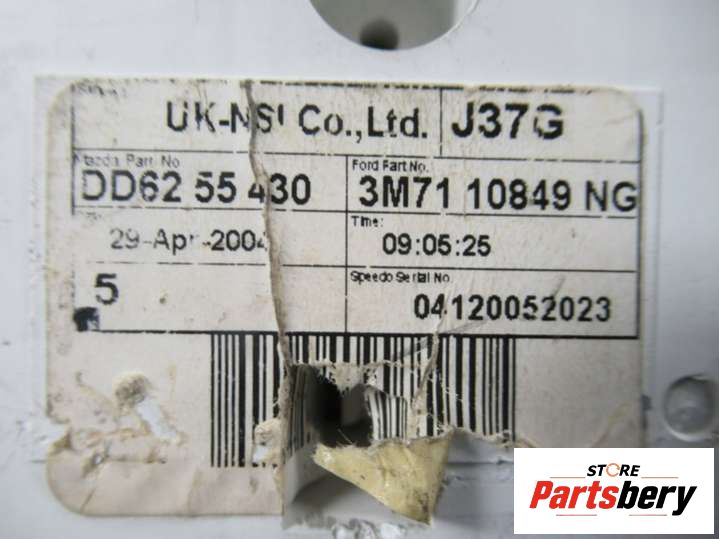 UK-NSI Co.,Ltd. J37G
Mazda Part No Ford Part No.
DD62 55 430 3M71 10849 NG
Time:
29-Apr-2004 09:05:25
Speedo Serial No
5 04120052023
STORE
Partsbery